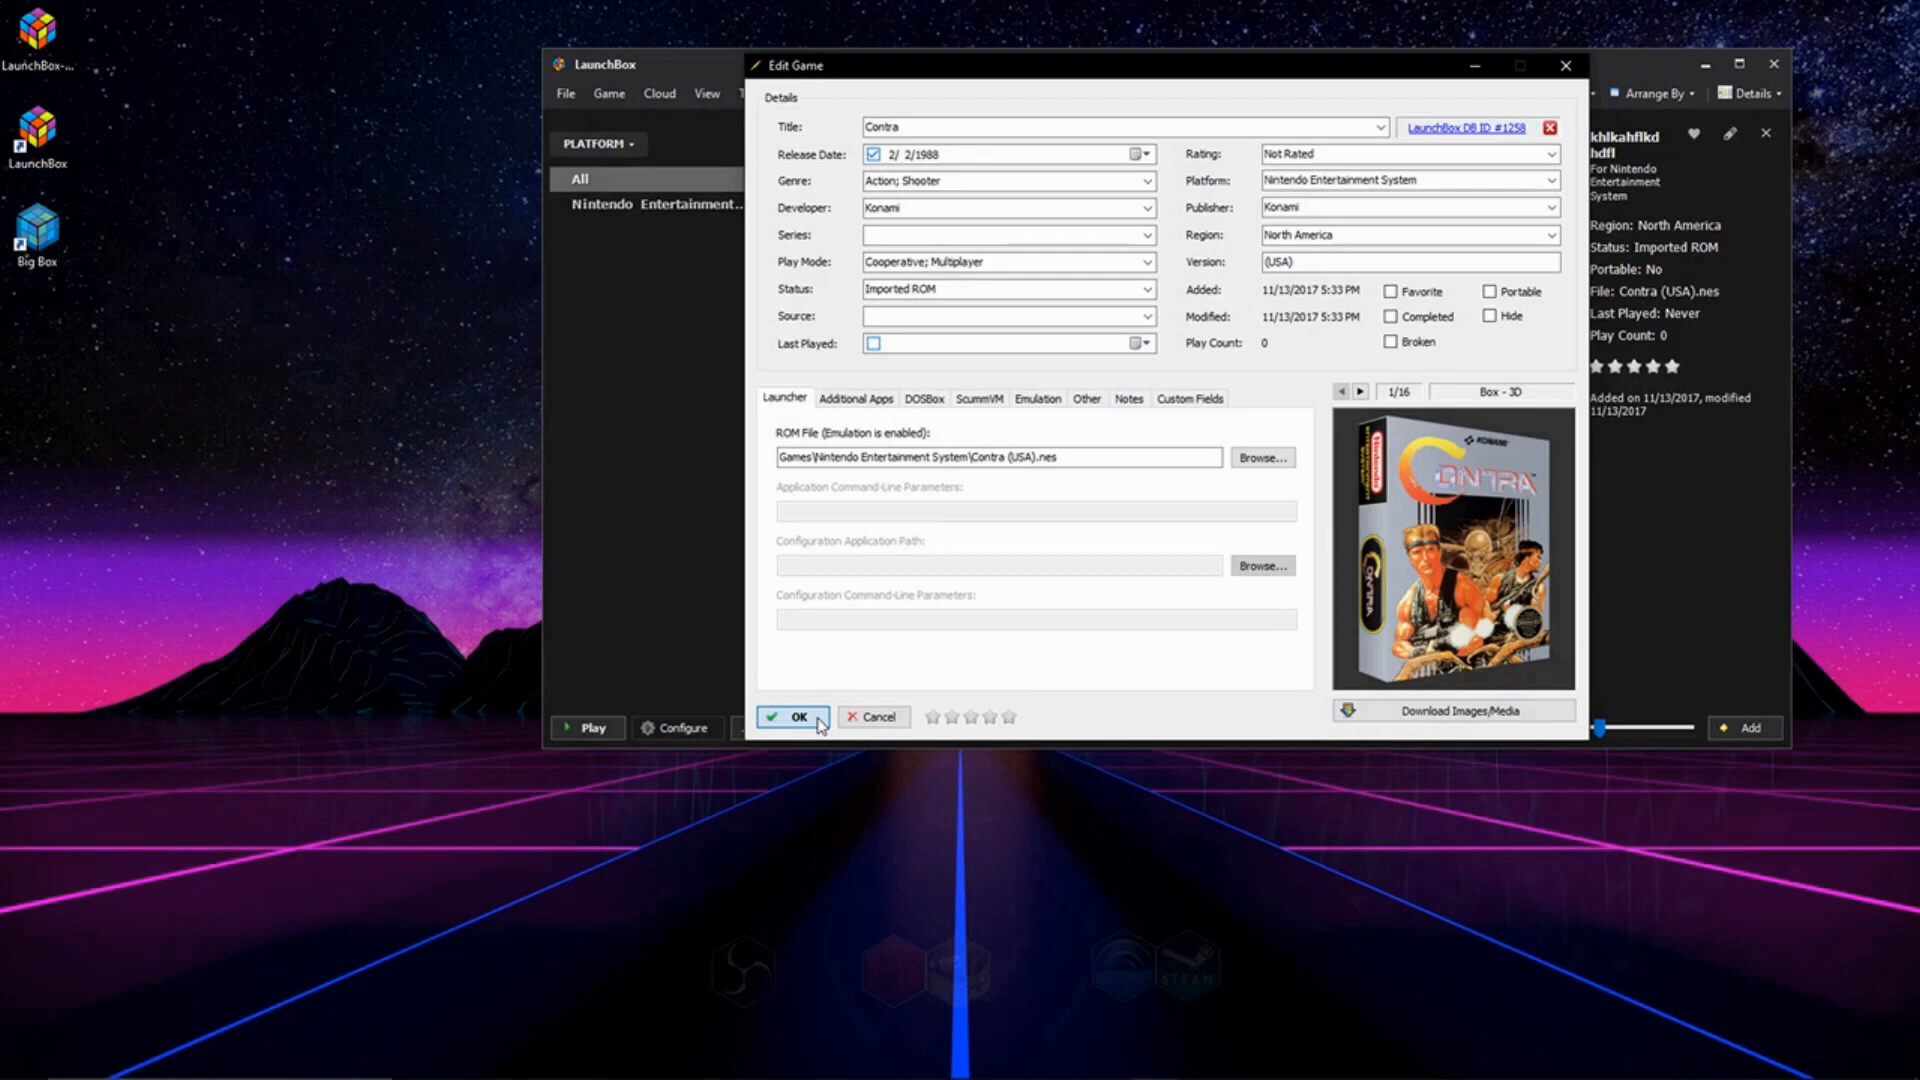 LaunchBox-...
LaunchBox
Big Box
LaunchBox
File Game Cloud View T
Arrange By Details
PLATFORM
All
Nintendo Entertainment..
Play Configure
Add
Edit Game
Details
Title: Contra LaunchBox DB ID #1258
Release Date: 2/ 2/1988 Rating: Not Rated
Genre: Action; Shooter Platform: Nintendo Entertainment System
Developer: Konami Publisher: Konami
Series: Region: North America
Play Mode: Cooperative; Multiplayer Version: (USA)
Status: Imported ROM Added: 11/13/2017 5:33 PM Favorite Portable
Source: Modified: 11/13/2017 5:33 PM Completed Hide
Last Played: Play Count: 0 Broken
Launcher Additional Apps DOSBox ScummVM Emulation Other Notes Custom Fields
1/16 Box - 3D
ROM File (Emulation is enabled):
Games\Nintendo Entertainment System\Contra (USA).nes Browse...
Application Command-Line Parameters:
Configuration Application Path:
Browse...
Configuration Command-Line Parameters:
OK Cancel
Download Images/Media
KONAMI
CONTRA
Nintendo
CONTRA
khlkahflkd
hdfl
For Nintendo
Entertainment
System
Region: North America
Status: Imported ROM
Portable: No
File: Contra (USA).nes
Last Played: Never
Play Count: 0
Added on 11/13/2017, modified
11/13/2017
STEAM